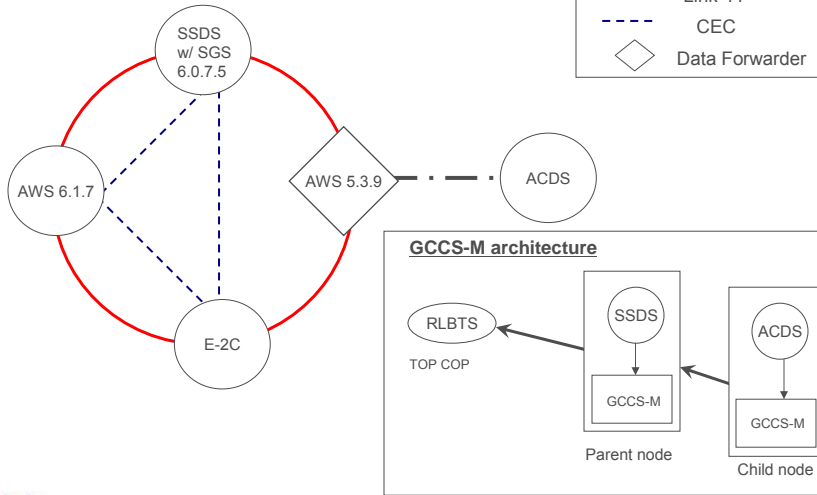 CEC
Data Forwarder
SSDS
w/ SGS
6.0.7.5
AWS 6.1.7
AWS 5.3.9
ACDS
E-2C
GCCS-M architecture
RLBTS
TOP COP
SSDS
GCCS-M
Parent node
ACDS
GCCS-M
Child node